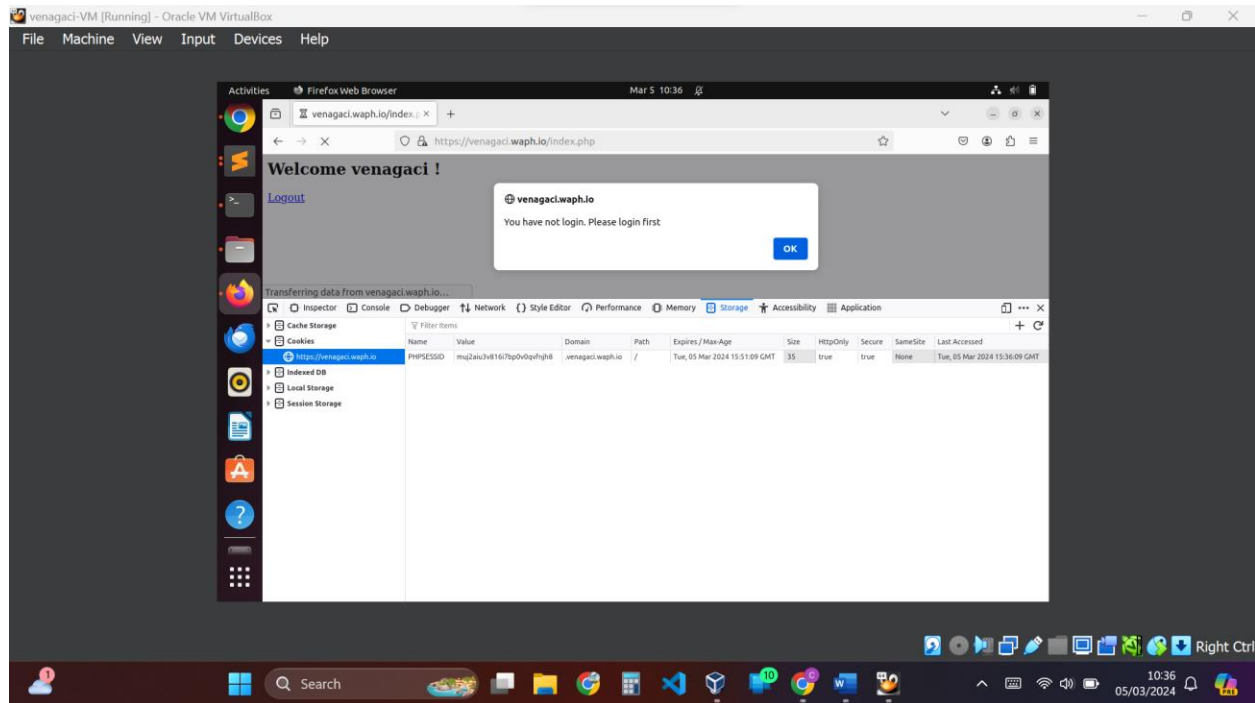 venagaci-VM [Running] - Oracle VM VirtualBox
File Machine View Input Devices Help
Activities Firefox Web Browser Mar 5 10:36
venagaci.waph.io/index.p
https://venagaci.waph.io/index.php
Welcome venagaci !
Logout
venagaci.waph.io
You have not login. Please login first
OK
Transferring data from venagaci.waph.io...
Inspector Console Debugger Network {} Style Editor Performance Memory Storage Accessibility Application
Cache Storage
Filter Items
Cookies
Name Value Domain Path Expires / Max-Age Size HttpOnly Secure SameSite Last Accessed
https://venagaci.waph.io
PHPSESSID .venagaci.waph.io / Tue, 05 Mar 2024 15:51:09 GMT 35 true true None Tue, 05 Mar 2024 15:36:09 GMT
Indexed DB
Local Storage
Session Storage
Right Ctrl
1
Search
10
10:36
05/03/2024